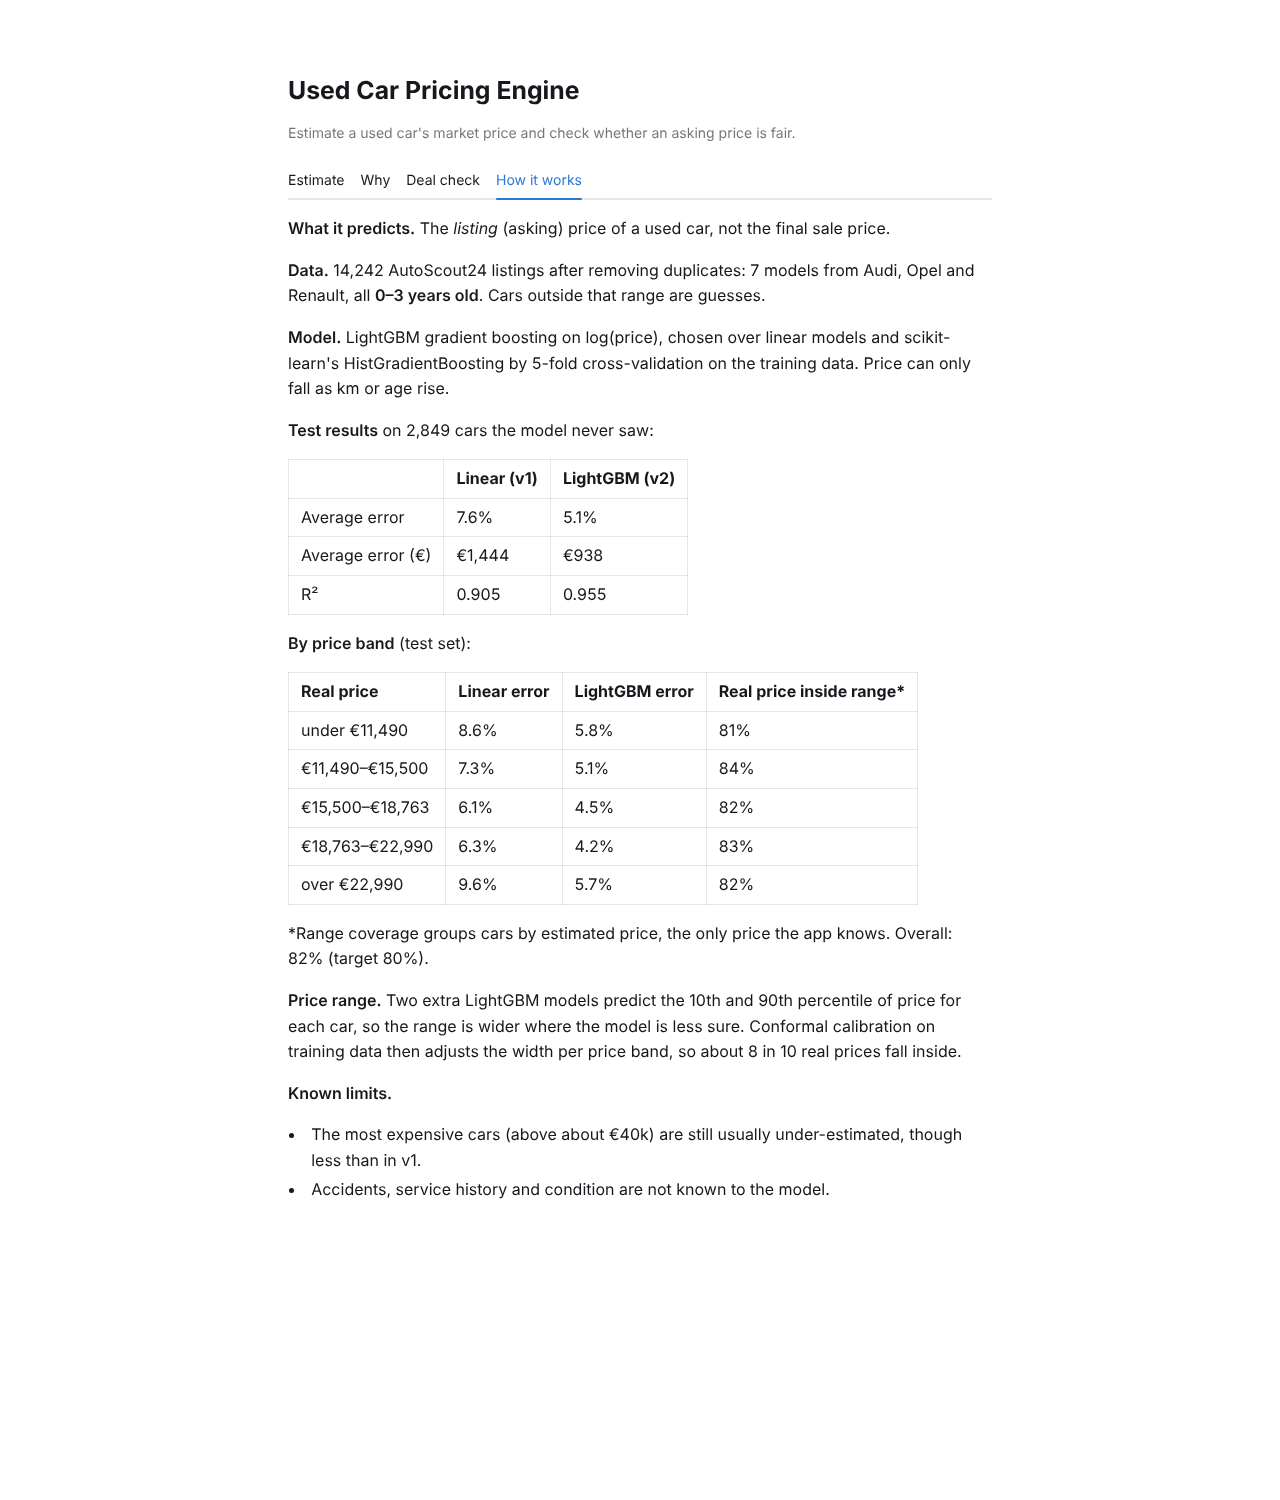 Used Car Pricing Engine
Estimate a used car's market price and check whether an asking price is fair.
Estimate Why Deal check How it works
What it predicts. The listing (asking) price of a used car, not the final sale price.
Data. 14,242 AutoScout24 listings after removing duplicates: 7 models from Audi, Opel and
Renault, all 0–3 years old. Cars outside that range are guesses.
Model. LightGBM gradient boosting on log(price), chosen over linear models and scikit-
learn's HistGradientBoosting by 5-fold cross-validation on the training data. Price can only
fall as km or age rise.
Test results on 2,849 cars the model never saw:
Linear (v1) LightGBM (v2)
Average error 7.6% 5.1%
Average error (€) €1,444 €938
R² 0.905 0.955
By price band (test set):
Real price Linear error LightGBM error Real price inside range*
under €11,490 8.6% 5.8% 81%
€11,490–€15,500 7.3% 5.1% 84%
€15,500–€18,763 6.1% 4.5% 82%
€18,763–€22,990 6.3% 4.2% 83%
over €22,990 9.6% 5.7% 82%
*Range coverage groups cars by estimated price, the only price the app knows. Overall:
82% (target 80%).
Price range. Two extra LightGBM models predict the 10th and 90th percentile of price for
each car, so the range is wider where the model is less sure. Conformal calibration on
training data then adjusts the width per price band, so about 8 in 10 real prices fall inside.
Known limits.
• The most expensive cars (above about €40k) are still usually under-estimated, though
less than in v1.
• Accidents, service history and condition are not known to the model.